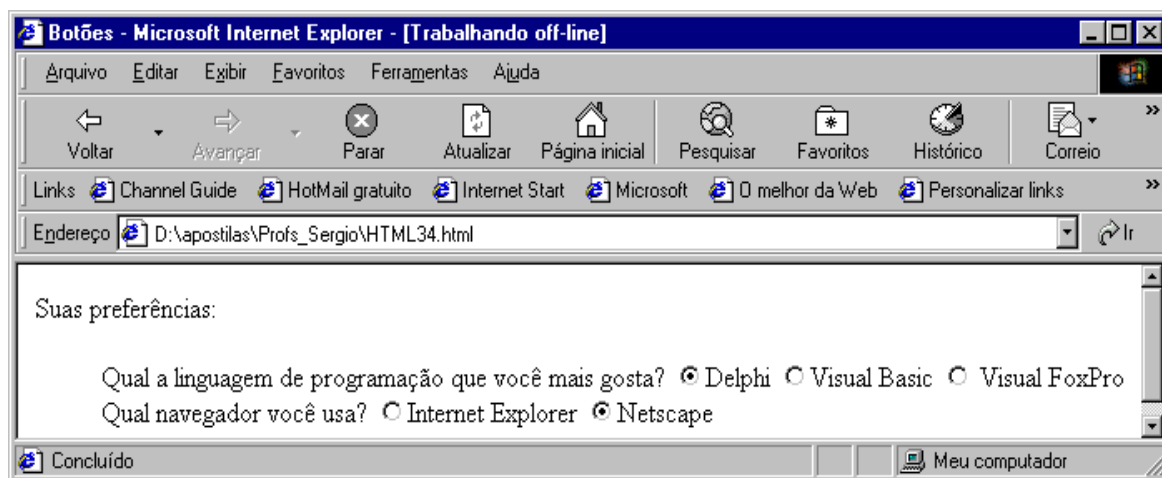 Botões - Microsoft Internet Explorer - [Trabalhando off-line]
Arquivo Editar Exibir Favoritos Ferramentas Ajuda
Voltar Avançar Parar Atualizar Página inicial Pesquisar Favoritos Histórico Correio »
Links Channel Guide HotMail gratuito Internet Start Microsoft O melhor da Web Personalizar links »
Endereço D:\apostilas\Profs_Sergio\HTML34.html Ir
Suas preferências:
Qual a linguagem de programação que você mais gosta? Delphi Visual Basic Visual FoxPro
Qual navegador você usa? Internet Explorer Netscape
Concluído Meu computador